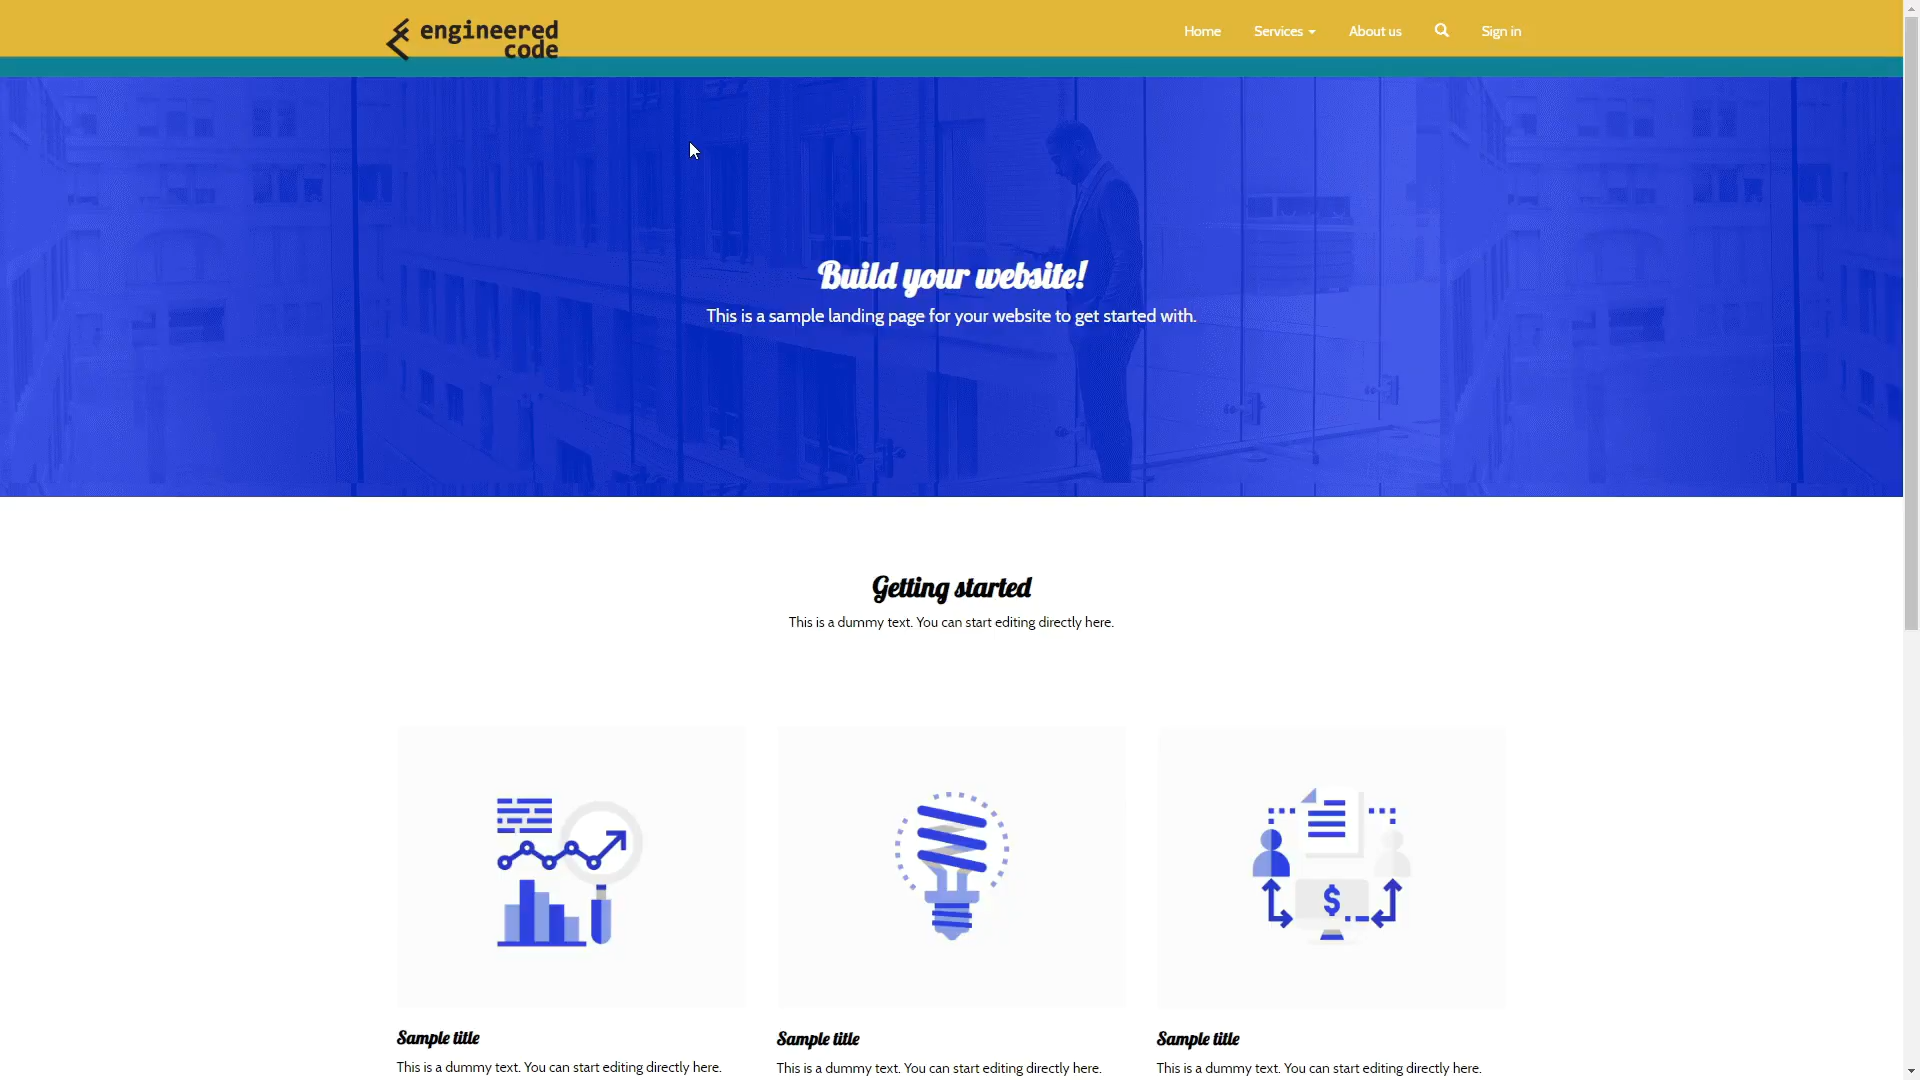 engineered
code
Home Services About us Sign in
Build your website!
This is a sample landing page for your website to get started with.
Getting started
This is a dummy text. You can start editing directly here.
$
Sample title
This is a dummy text. You can start editing directly here.
Sample title
This is a dummy text. You can start editing directly here.
Sample title
This is a dummy text. You can start editing directly here.